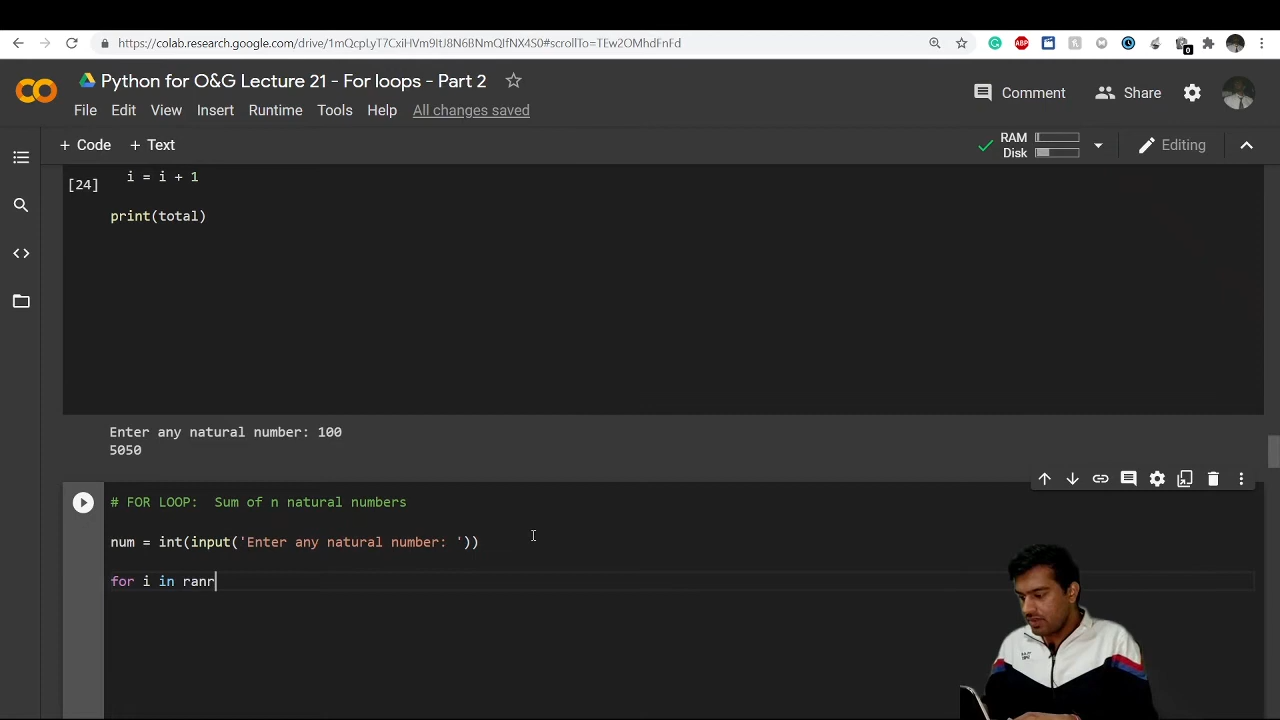 https://colab.research.google.com/drive/1mQcpLyT7CxiHVm9ItJ8N6BNmQIfNX4S0#scrollTo=TEw2OMhdFnFd
Python for O&G Lecture 21 - For loops - Part 2
File Edit View Insert Runtime Tools Help All changes saved
Comment Share
+ Code + Text
RAM
Disk
Editing
i = i + 1
[24]
print(total)
Enter any natural number: 100
5050
# FOR LOOP:  Sum of n natural numbers
num = int(input('Enter any natural number: '))
for i in ranr